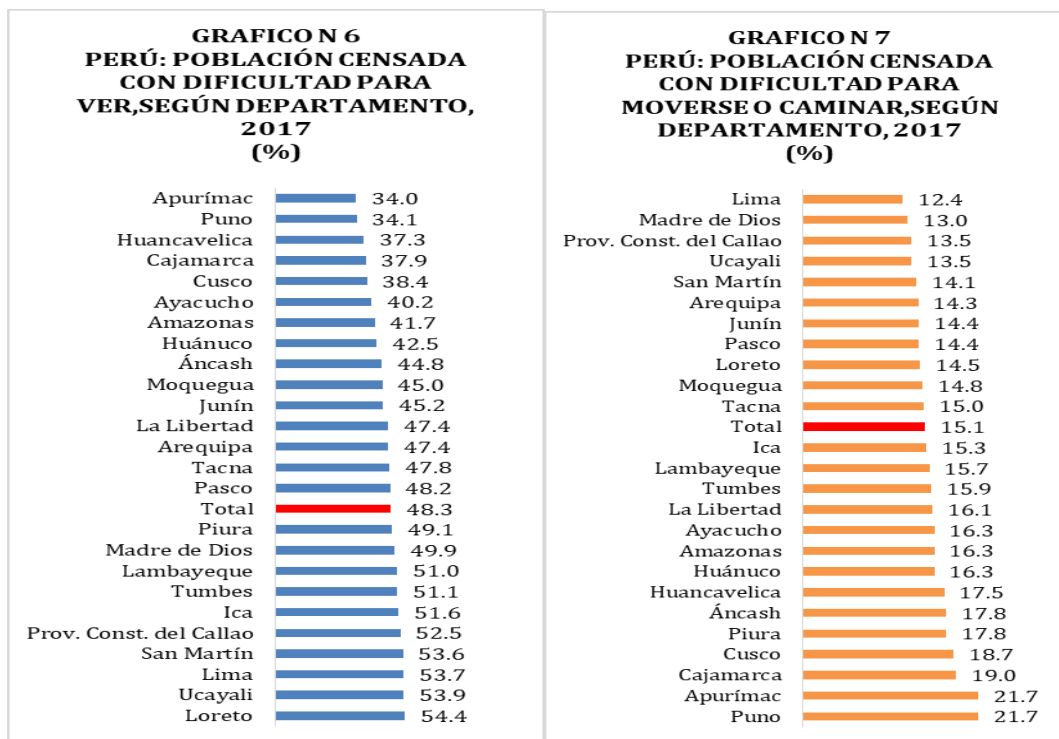 GRAFICO N 6
PERÚ: POBLACIÓN CENSADA
CON DIFICULTAD PARA
VER,SEGÚN DEPARTAMENTO,
2017
(%)
Apurímac 34.0
Puno 34.1
Huancavelica 37.3
Cajamarca 37.9
Cusco 38.4
Ayacucho 40.2
Amazonas 41.7
Huánuco 42.5
Áncash 44.8
Moquegua 45.0
Junín 45.2
La Libertad 47.4
Arequipa 47.4
Tacna 47.8
Pasco 48.2
Total 48.3
Piura 49.1
Madre de Dios 49.9
Lambayeque 51.0
Tumbes 51.1
Ica 51.6
Prov. Const. del Callao 52.5
San Martín 53.6
Lima 53.7
Ucayali 53.9
Loreto 54.4
GRAFICO N 7
PERÚ: POBLACIÓN CENSADA
CON DIFICULTAD PARA
MOVERSE O CAMINAR,SEGÚN
DEPARTAMENTO, 2017
(%)
Lima 12.4
Madre de Dios 13.0
Prov. Const. del Callao 13.5
Ucayali 13.5
San Martín 14.1
Arequipa 14.3
Junín 14.4
Pasco 14.4
Loreto 14.5
Moquegua 14.8
Tacna 15.0
Total 15.1
Ica 15.3
Lambayeque 15.7
Tumbes 15.9
La Libertad 16.1
Ayacucho 16.3
Amazonas 16.3
Huánuco 16.3
Huancavelica 17.5
Áncash 17.8
Piura 17.8
Cusco 18.7
Cajamarca 19.0
Apurímac 21.7
Puno 21.7